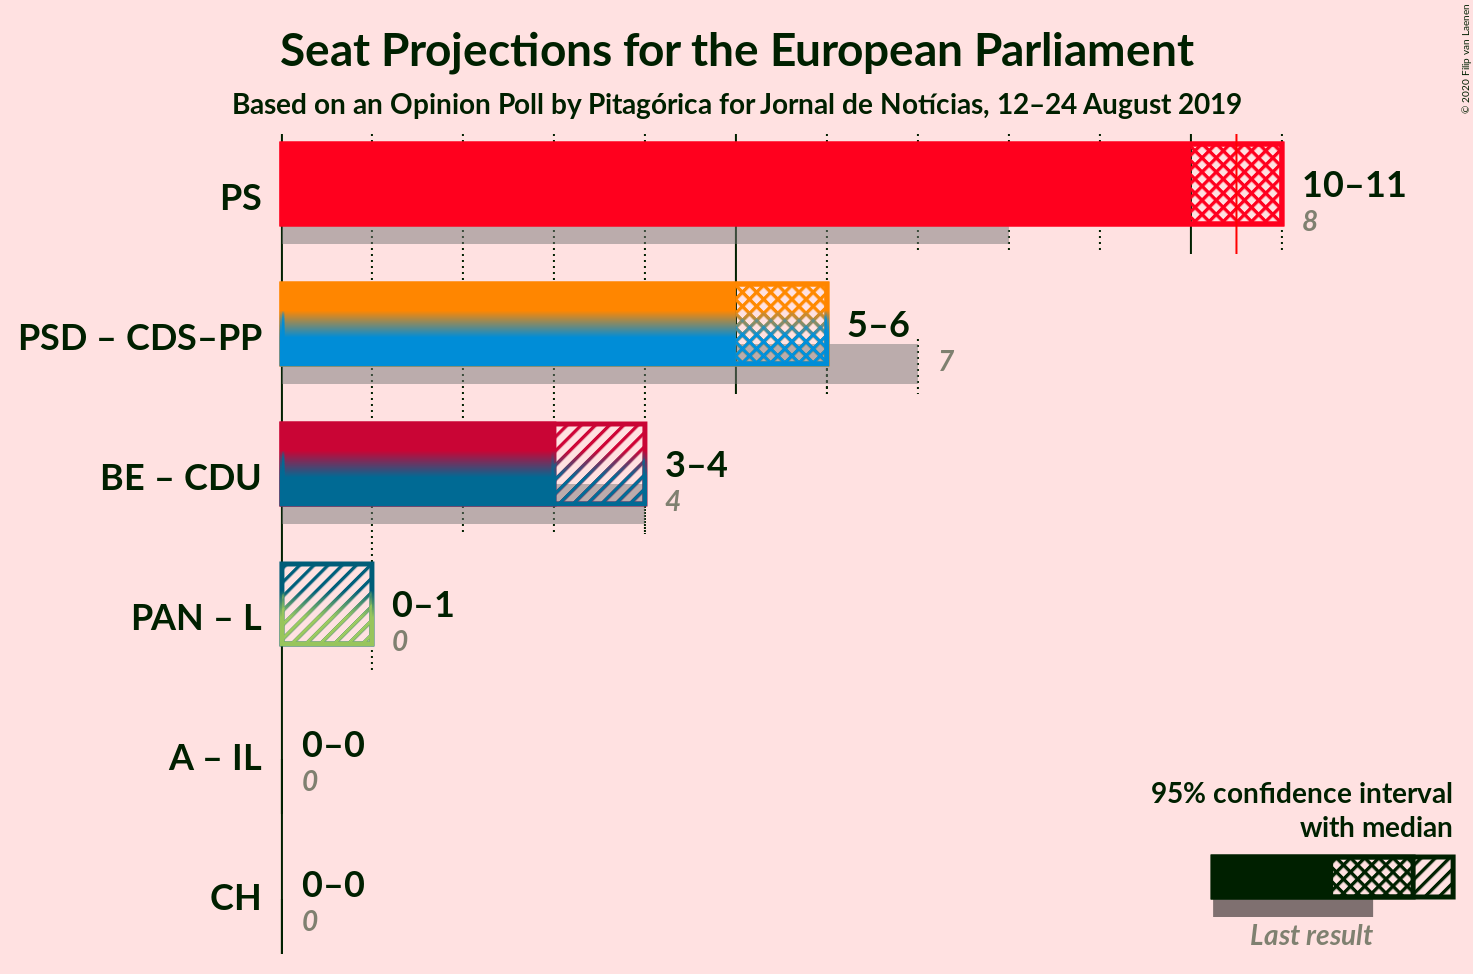 Seat Projections for the European Parliament
Based on an Opinion Poll by Pitagórica for Jornal de Notícias, 12–24 August 2019
© 2020 Filip van Laenen
PS
10–11
8
PSD – CDS–PP
5–6
7
BE – CDU
3–4
4
PAN – L
0–1
0
A – IL
0–0
0
CH
0–0
0
95% confidence interval
with median
Last result